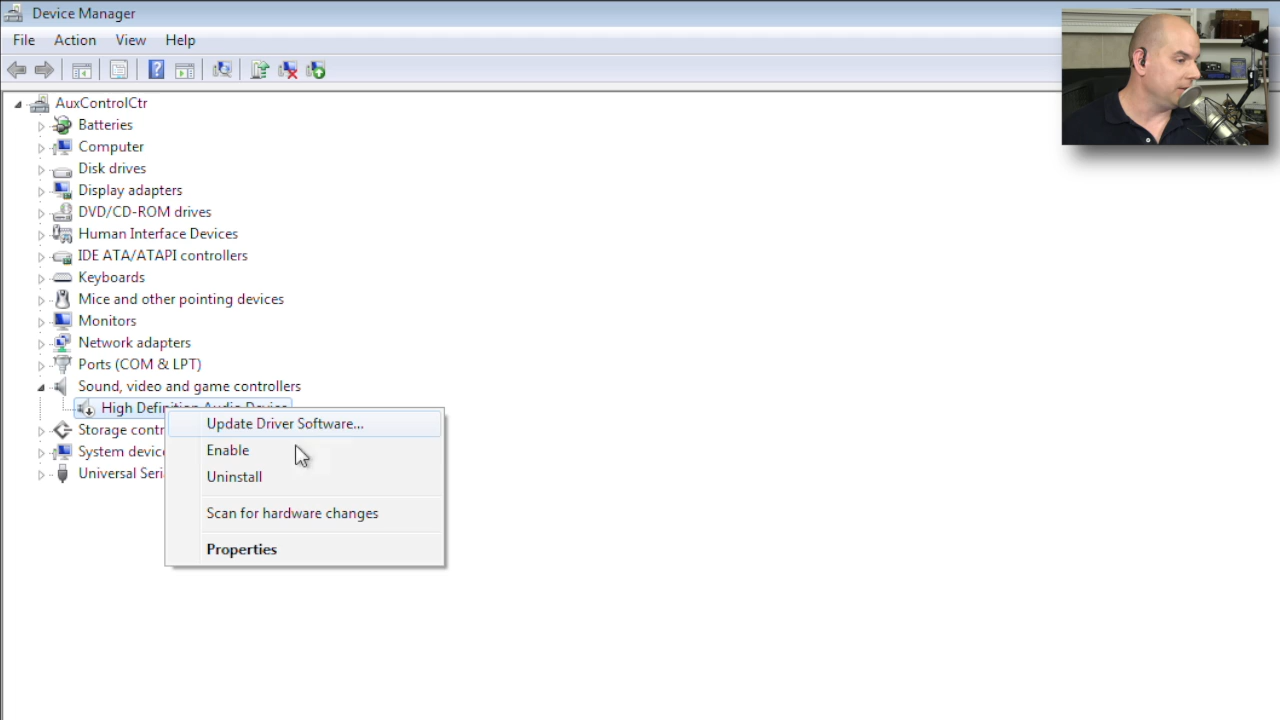 Device Manager
File Action View Help
AuxControlCtr
Batteries
Computer
Disk drives
Display adapters
DVD/CD-ROM drives
Human Interface Devices
IDE ATA/ATAPI controllers
Keyboards
Mice and other pointing devices
Monitors
Network adapters
Ports (COM & LPT)
Sound, video and game controllers
High Definition Audio Device
Storage contr
System device
Universal Seri
Update Driver Software...
Enable
Uninstall
Scan for hardware changes
Properties